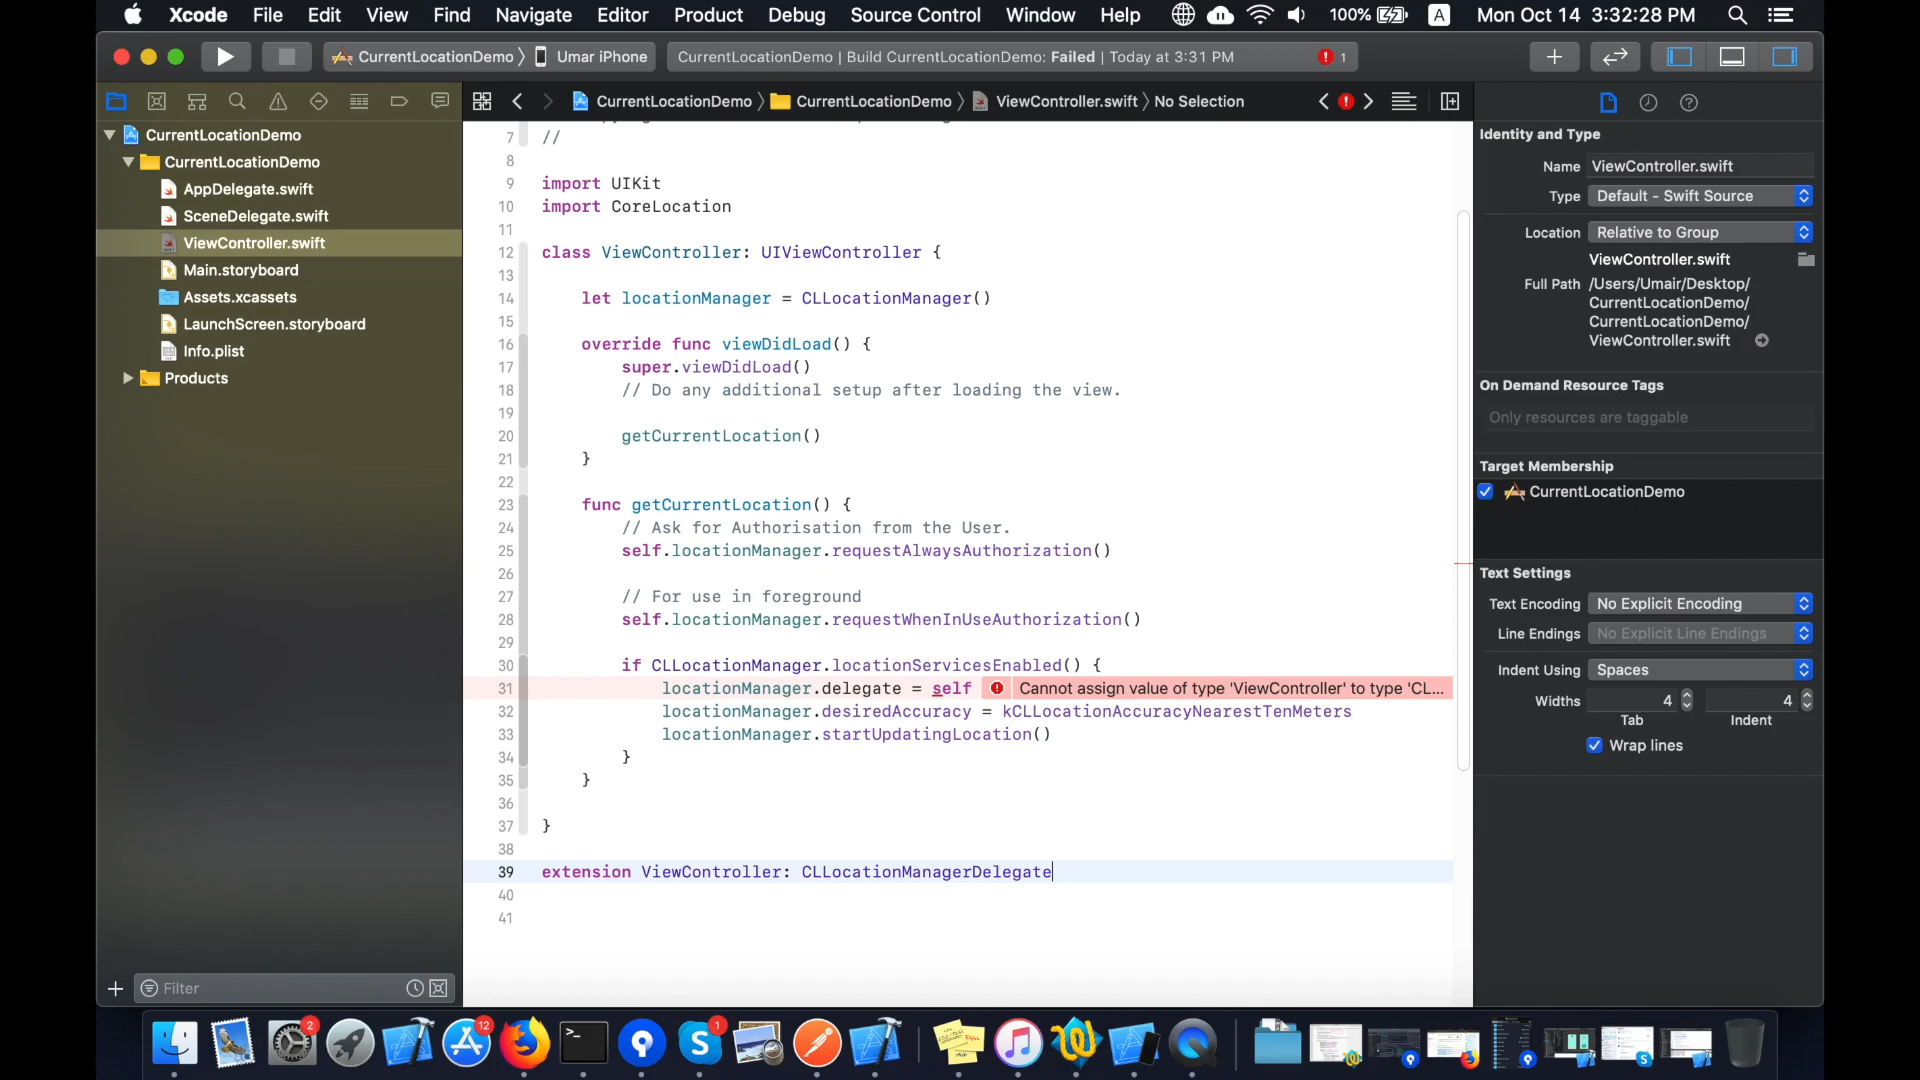 Xcode File Edit View Find Navigate Editor Product Debug Source Control Window Help 100% A Mon Oct 14 3:32:28 PM
CurrentLocationDemo Umar iPhone CurrentLocationDemo | Build CurrentLocationDemo: Failed | Today at 3:31 PM 1
CurrentLocationDemo CurrentLocationDemo ViewController.swift No Selection
CurrentLocationDemo
CurrentLocationDemo
AppDelegate.swift
SceneDelegate.swift
ViewController.swift
Main.storyboard
Assets.xcassets
LaunchScreen.storyboard
Info.plist
Products
Filter
7 //
8
9 import UIKit
10 import CoreLocation
11
12 class ViewController: UIViewController {
13
14 let locationManager = CLLocationManager()
15
16 override func viewDidLoad() {
17 super.viewDidLoad()
18 // Do any additional setup after loading the view.
19
20 getCurrentLocation()
21 }
22
23 func getCurrentLocation() {
24 // Ask for Authorisation from the User.
25 self.locationManager.requestAlwaysAuthorization()
26
27 // For use in foreground
28 self.locationManager.requestWhenInUseAuthorization()
29
30 if CLLocationManager.locationServicesEnabled() {
31 locationManager.delegate = self Cannot assign value of type 'ViewController' to type 'CL...
32 locationManager.desiredAccuracy = kCLLocationAccuracyNearestTenMeters
33 locationManager.startUpdatingLocation()
34 }
35 }
36
37 }
38
39 extension ViewController: CLLocationManagerDelegate
40
41
Identity and Type
Name ViewController.swift
Type Default - Swift Source
Location Relative to Group
ViewController.swift
Full Path /Users/Umair/Desktop/
CurrentLocationDemo/
CurrentLocationDemo/
ViewController.swift
On Demand Resource Tags
Only resources are taggable
Target Membership
CurrentLocationDemo
Text Settings
Text Encoding No Explicit Encoding
Line Endings No Explicit Line Endings
Indent Using Spaces
Widths 4 4
Tab Indent
Wrap lines
2 12 1